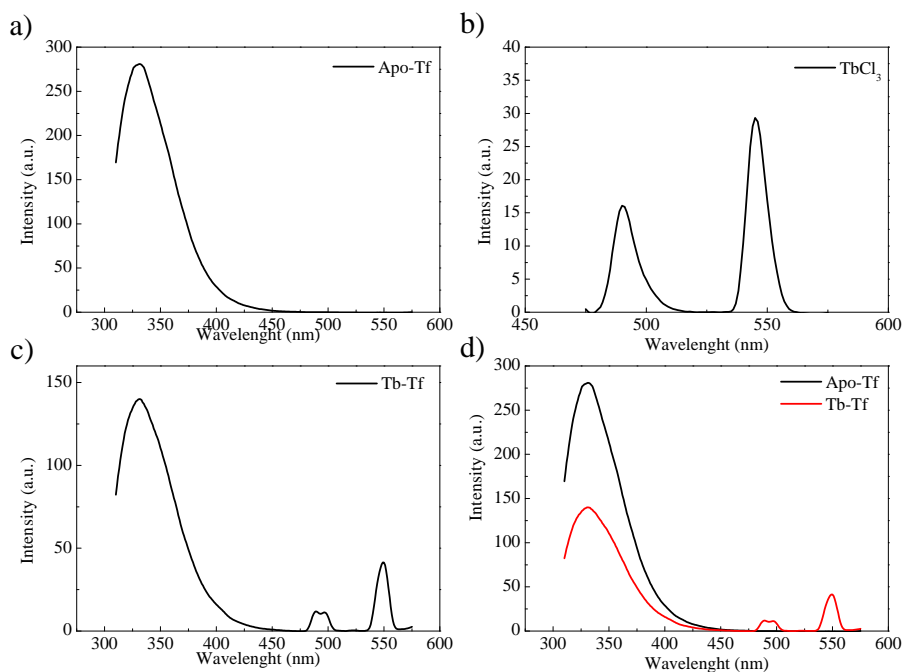 a)
Apo-Tf
300
250
200
150
100
50
0
300 350 400 450 500 550 600
Intensity (a.u.)
Wavelenght (nm)
b)
TbCl₃
40
35
30
25
20
15
10
5
0
450 500 550 600
Intensity (a.u.)
Wavelenght (nm)
c)
Tb-Tf
150
100
50
0
300 350 400 450 500 550 600
Intensity (a.u.)
Wavelenght (nm)
d)
Apo-Tf
Tb-Tf
300
250
200
150
100
50
0
300 350 400 450 500 550 600
Intensity (a.u.)
Wavelenght (nm)